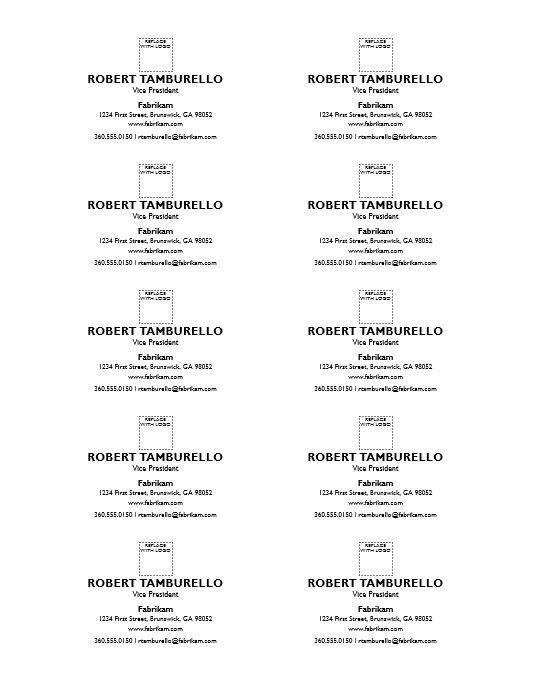 REPLACE
WITH LOGO
ROBERT TAMBURELLO
Vice President
Fabrikam
1234 First Street, Brunswick, GA 98052
www.fabrikam.com
360.555.0150 | rtamburello@fabrikam.com
REPLACE
WITH LOGO
ROBERT TAMBURELLO
Vice President
Fabrikam
1234 First Street, Brunswick, GA 98052
www.fabrikam.com
360.555.0150 | rtamburello@fabrikam.com
REPLACE
WITH LOGO
ROBERT TAMBURELLO
Vice President
Fabrikam
1234 First Street, Brunswick, GA 98052
www.fabrikam.com
360.555.0150 | rtamburello@fabrikam.com
REPLACE
WITH LOGO
ROBERT TAMBURELLO
Vice President
Fabrikam
1234 First Street, Brunswick, GA 98052
www.fabrikam.com
360.555.0150 | rtamburello@fabrikam.com
REPLACE
WITH LOGO
ROBERT TAMBURELLO
Vice President
Fabrikam
1234 First Street, Brunswick, GA 98052
www.fabrikam.com
360.555.0150 | rtamburello@fabrikam.com
REPLACE
WITH LOGO
ROBERT TAMBURELLO
Vice President
Fabrikam
1234 First Street, Brunswick, GA 98052
www.fabrikam.com
360.555.0150 | rtamburello@fabrikam.com
REPLACE
WITH LOGO
ROBERT TAMBURELLO
Vice President
Fabrikam
1234 First Street, Brunswick, GA 98052
www.fabrikam.com
360.555.0150 | rtamburello@fabrikam.com
REPLACE
WITH LOGO
ROBERT TAMBURELLO
Vice President
Fabrikam
1234 First Street, Brunswick, GA 98052
www.fabrikam.com
360.555.0150 | rtamburello@fabrikam.com
REPLACE
WITH LOGO
ROBERT TAMBURELLO
Vice President
Fabrikam
1234 First Street, Brunswick, GA 98052
www.fabrikam.com
360.555.0150 | rtamburello@fabrikam.com
REPLACE
WITH LOGO
ROBERT TAMBURELLO
Vice President
Fabrikam
1234 First Street, Brunswick, GA 98052
www.fabrikam.com
360.555.0150 | rtamburello@fabrikam.com